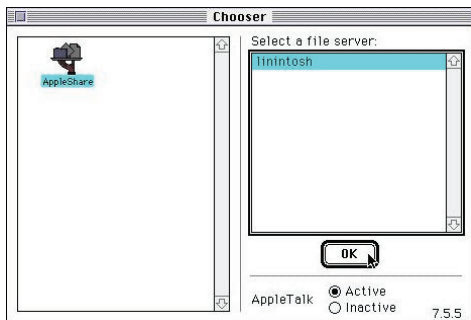 Chooser
AppleShare
Select a file server:
linintosh
OK
AppleTalk
Active
Inactive
7.5.5